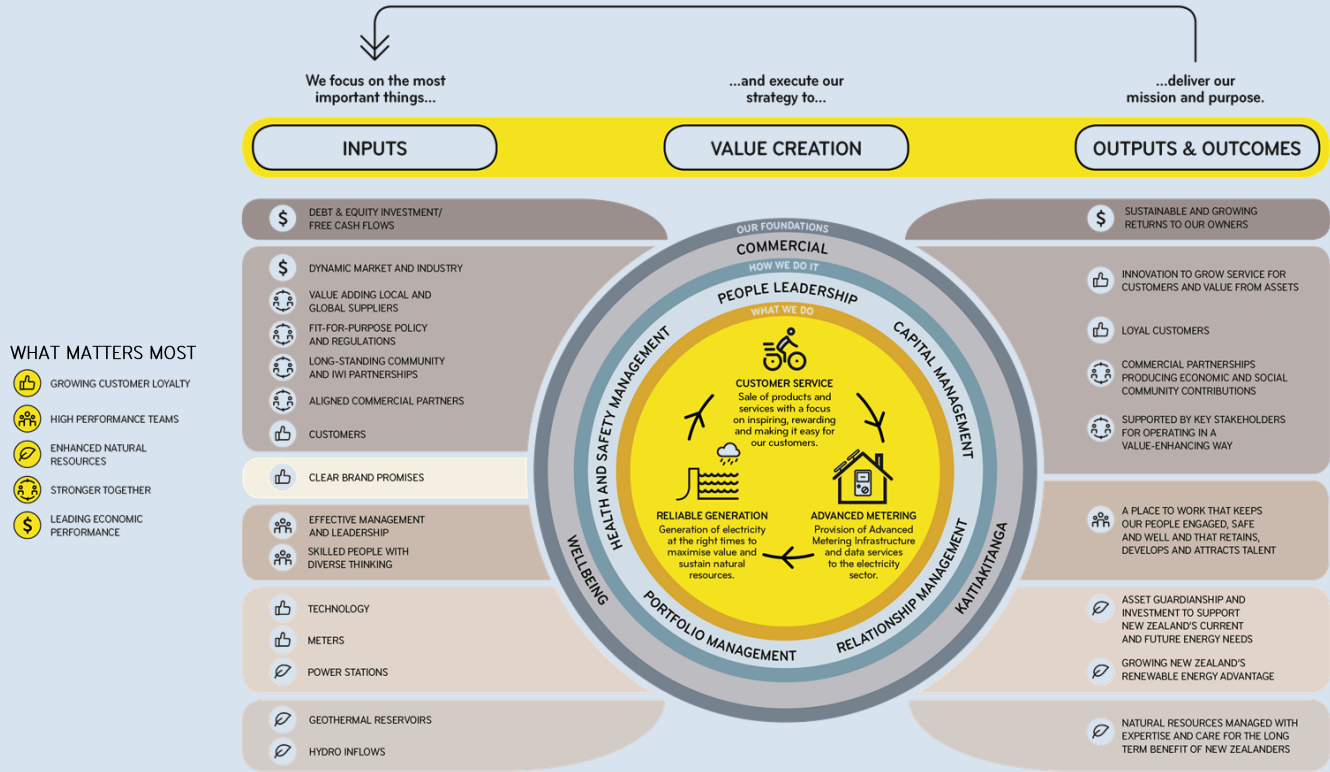 We focus on the most
important things...
...and execute our
strategy to...
...deliver our
mission and purpose.
INPUTS
VALUE CREATION
OUTPUTS & OUTCOMES
WHAT MATTERS MOST
GROWING CUSTOMER LOYALTY
HIGH PERFORMANCE TEAMS
ENHANCED NATURAL
RESOURCES
STRONGER TOGETHER
$
LEADING ECONOMIC
PERFORMANCE
$
DEBT & EQUITY INVESTMENT/
FREE CASH FLOWS
$
DYNAMIC MARKET AND INDUSTRY
VALUE ADDING LOCAL AND
GLOBAL SUPPLIERS
FIT-FOR-PURPOSE POLICY
AND REGULATIONS
LONG-STANDING COMMUNITY
AND IWI PARTNERSHIPS
ALIGNED COMMERCIAL PARTNERS
CUSTOMERS
CLEAR BRAND PROMISES
EFFECTIVE MANAGEMENT
AND LEADERSHIP
SKILLED PEOPLE WITH
DIVERSE THINKING
TECHNOLOGY
METERS
POWER STATIONS
GEOTHERMAL RESERVOIRS
HYDRO INFLOWS
OUR FOUNDATIONS
COMMERCIAL
HOW WE DO IT
PEOPLE LEADERSHIP
WHAT WE DO
HEALTH AND SAFETY MANAGEMENT
CAPITAL MANAGEMENT
WELLBEING
PORTFOLIO MANAGEMENT
RELATIONSHIP MANAGEMENT
KAITIAKITANGA
CUSTOMER SERVICE
Sale of products and
services with a focus
on inspiring, rewarding
and making it easy for
our customers.
RELIABLE GENERATION
Generation of electricity
at the right times to
maximise value and
sustain natural
resources.
ADVANCED METERING
Provision of Advanced
Metering Infrastructure
and data services
to the electricity
sector.
$
SUSTAINABLE AND GROWING
RETURNS TO OUR OWNERS
INNOVATION TO GROW SERVICE FOR
CUSTOMERS AND VALUE FROM ASSETS
LOYAL CUSTOMERS
COMMERCIAL PARTNERSHIPS
PRODUCING ECONOMIC AND SOCIAL
COMMUNITY CONTRIBUTIONS
SUPPORTED BY KEY STAKEHOLDERS
FOR OPERATING IN A
VALUE-ENHANCING WAY
A PLACE TO WORK THAT KEEPS
OUR PEOPLE ENGAGED, SAFE
AND WELL AND THAT RETAINS,
DEVELOPS AND ATTRACTS TALENT
ASSET GUARDIANSHIP AND
INVESTMENT TO SUPPORT
NEW ZEALAND'S CURRENT
AND FUTURE ENERGY NEEDS
GROWING NEW ZEALAND'S
RENEWABLE ENERGY ADVANTAGE
NATURAL RESOURCES MANAGED WITH
EXPERTISE AND CARE FOR THE LONG
TERM BENEFIT OF NEW ZEALANDERS